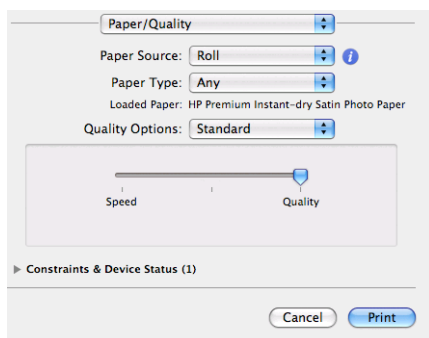 Paper/Quality
Paper Source: Roll
Paper Type: Any
Loaded Paper: HP Premium Instant-dry Satin Photo Paper
Quality Options: Standard
Speed Quality
Constraints & Device Status (1)
Cancel Print